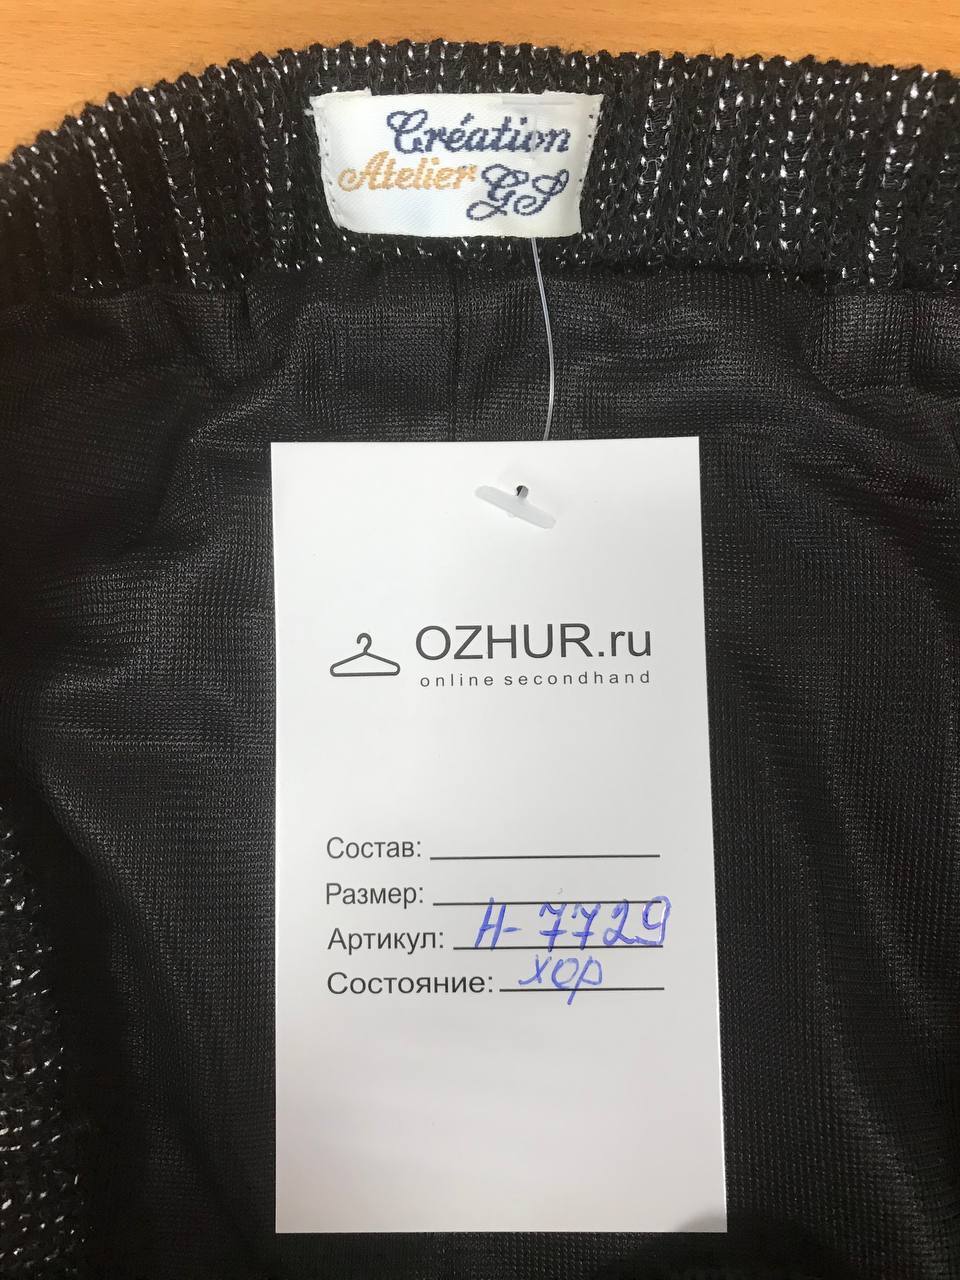 Création
Atelier GS
OZHUR.ru
online secondhand
Состав:
Размер:
Артикул: Н-7729
Состояние: хор